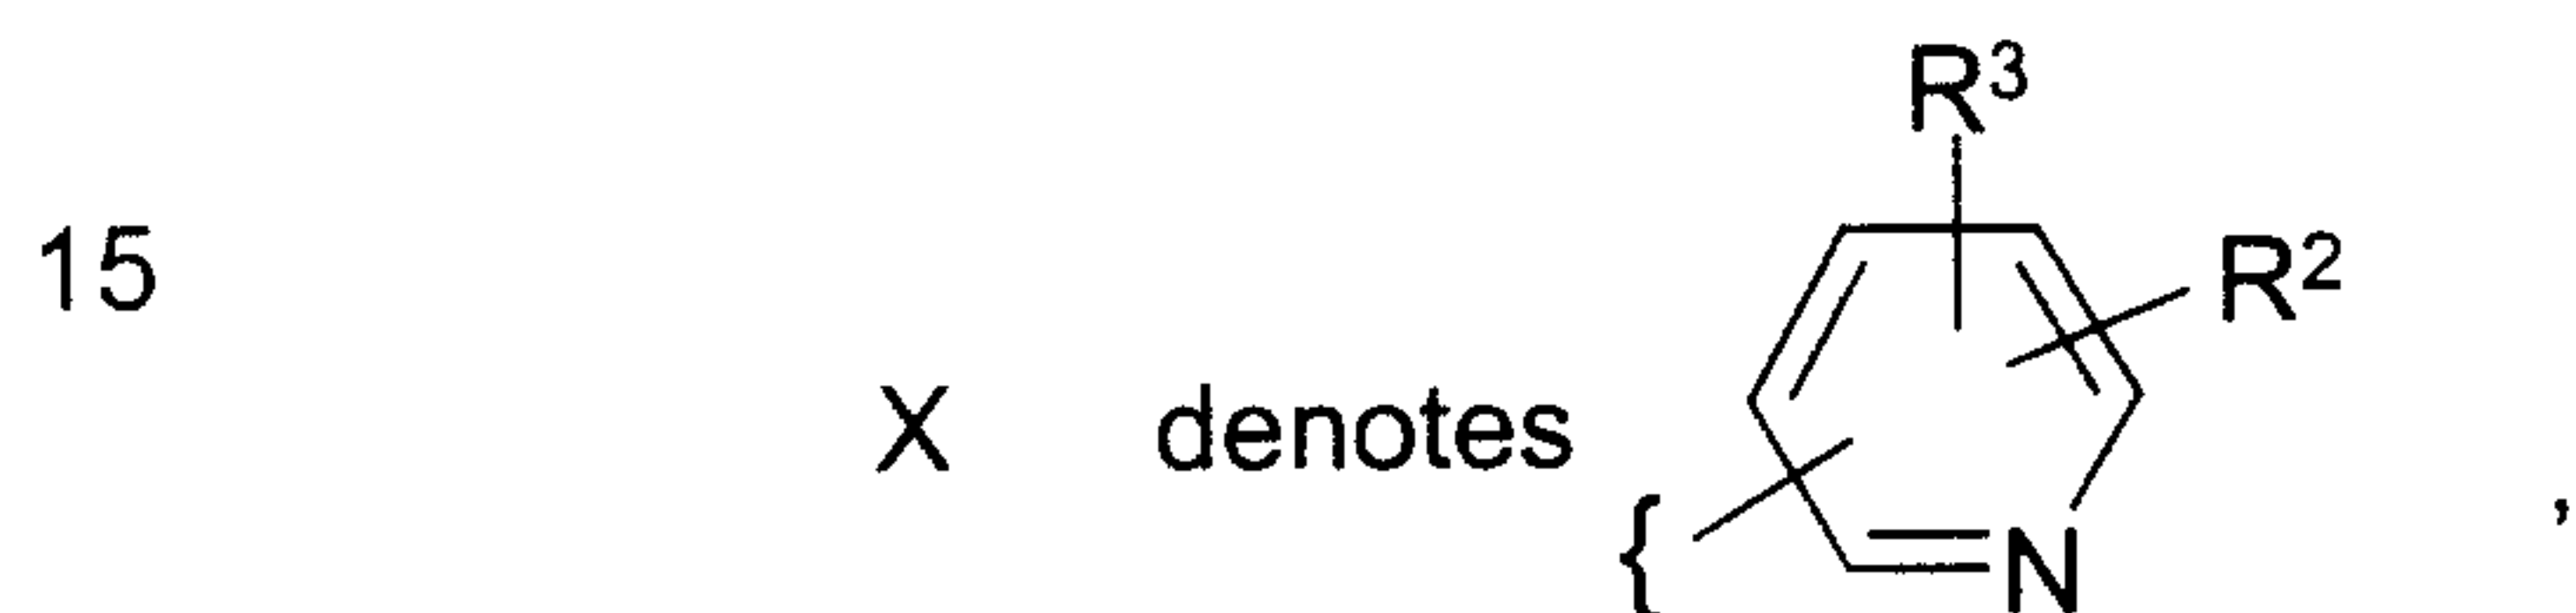 R³
15
R²
X denotes {
,
N